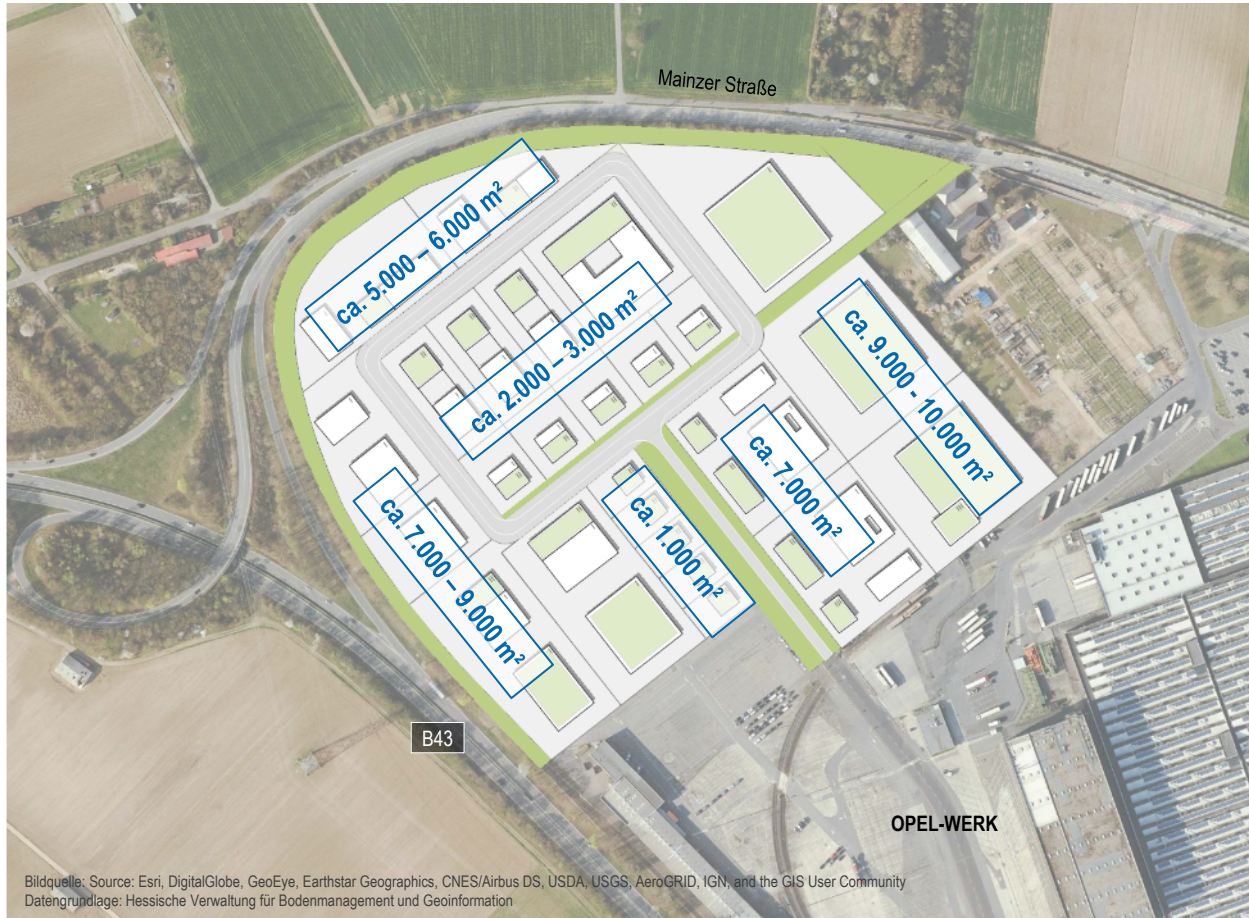 Mainzer Straße
ca. 5.000 – 6.000 m²
ca. 2.000 – 3.000 m²
ca. 9.000 - 10.000 m²
ca. 7.000 m²
ca. 1.000 m²
ca. 7.000 – 9.000 m²
B43
OPEL-WERK
Bildquelle: Source: Esri, DigitalGlobe, GeoEye, Earthstar Geographics, CNES/Airbus DS, USDA, USGS, AeroGRID, IGN, and the GIS User Community
Datengrundlage: Hessische Verwaltung für Bodenmanagement und Geoinformation